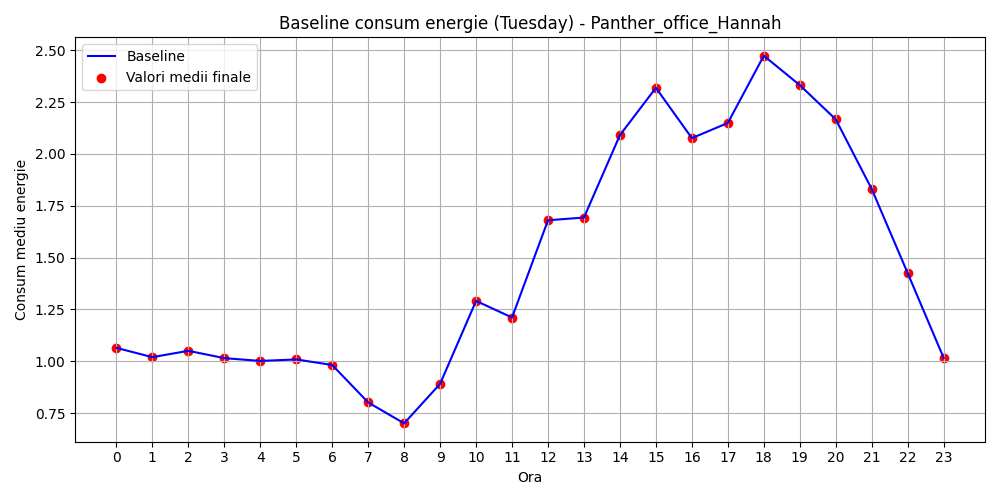 Baseline consum energie (Tuesday) - Panther_office_Hannah
Baseline
Valori medii finale
Consum mediu energie
2.50
2.25
2.00
1.75
1.50
1.25
1.00
0.75
0 1 2 3 4 5 6 7 8 9 10 11 12 13 14 15 16 17 18 19 20 21 22 23
Ora